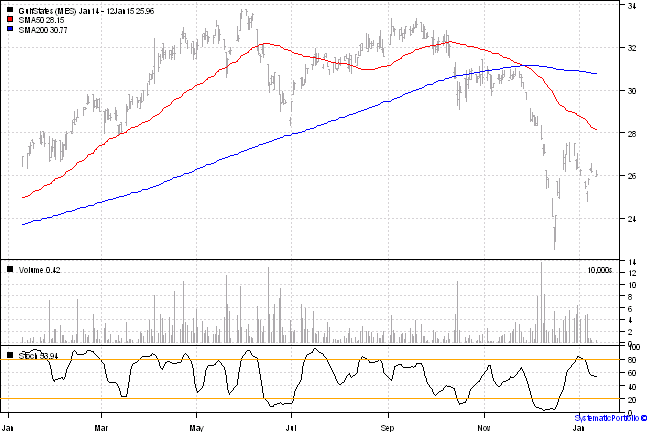 GulfStates (MES) Jan14 - 12Jan15 25.96
SMA50 28.15
SMA200 30.77
34
32
30
28
26
24
Volume 0.42
10,000s
14
12
10
8
6
4
2
0
Stoch 53.94
100
80
60
40
20
0
Jan
Mar
May
Jul
Sep
Nov
Jan
SystematicPortfolio ©